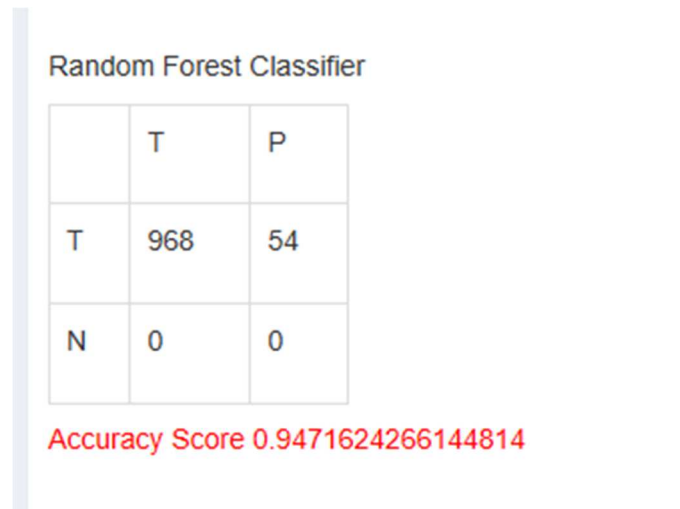 Random Forest Classifier
T P
T 968 54
N 0 0
Accuracy Score 0.9471624266144814